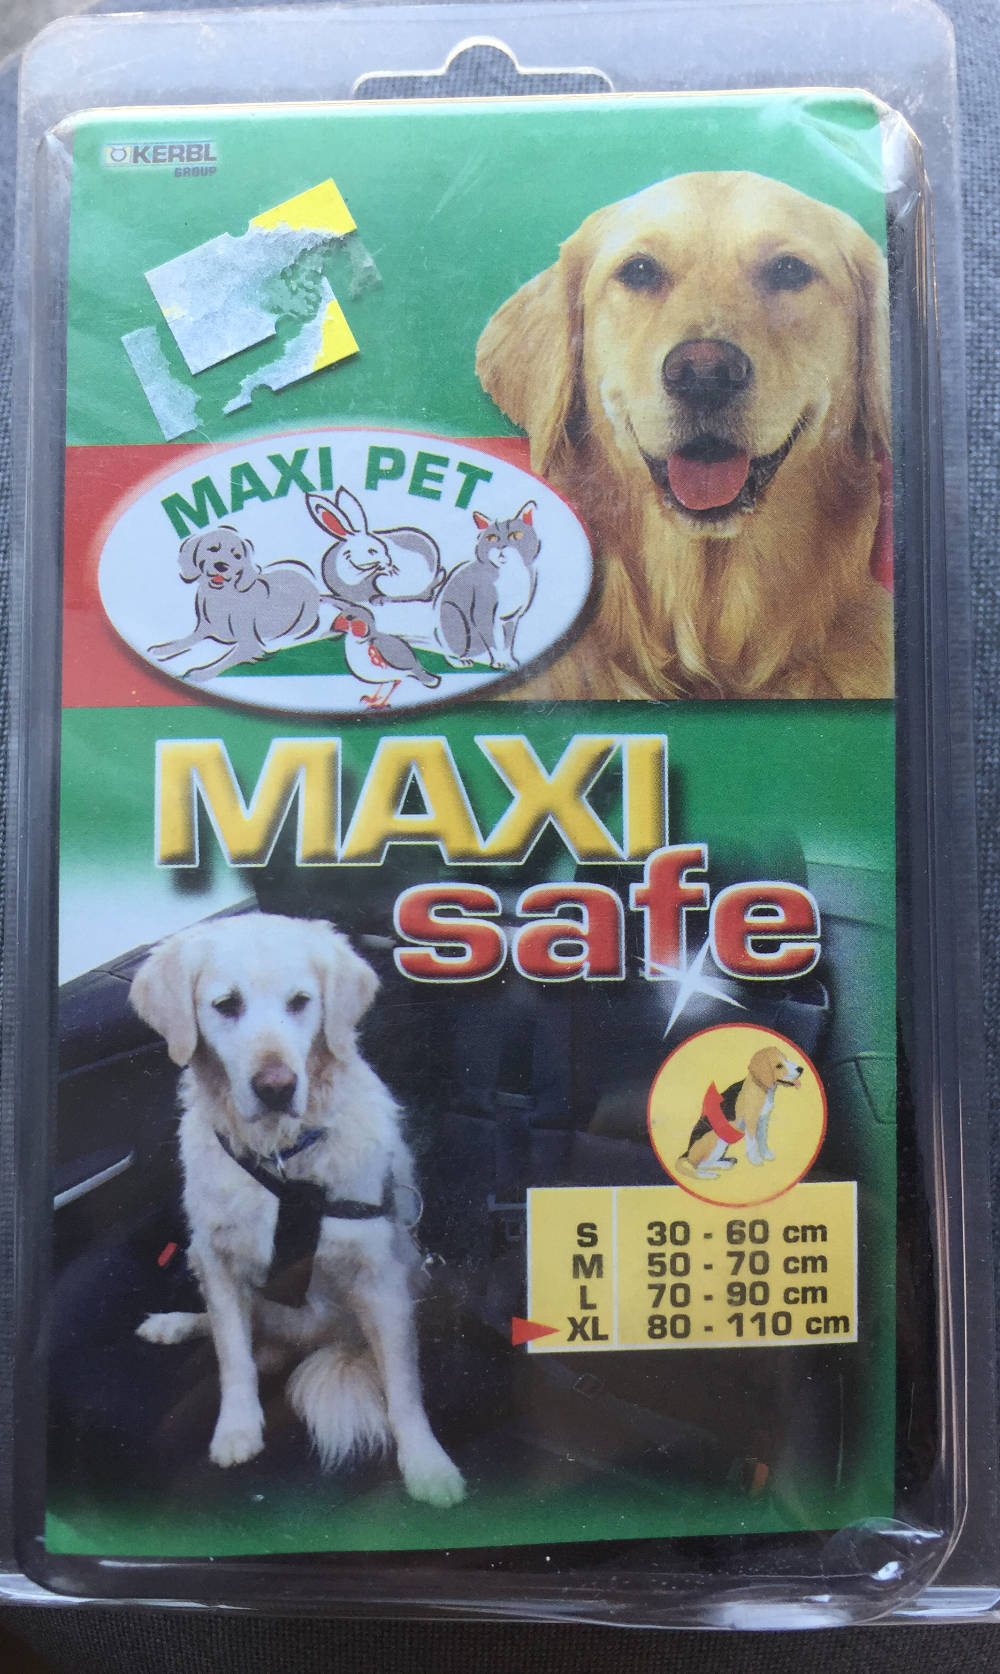 KERBL
GROUP
MAXI PET
MAXI
safe
S 30 - 60 cm
M 50 - 70 cm
L 70 - 90 cm
XL 80 - 110 cm